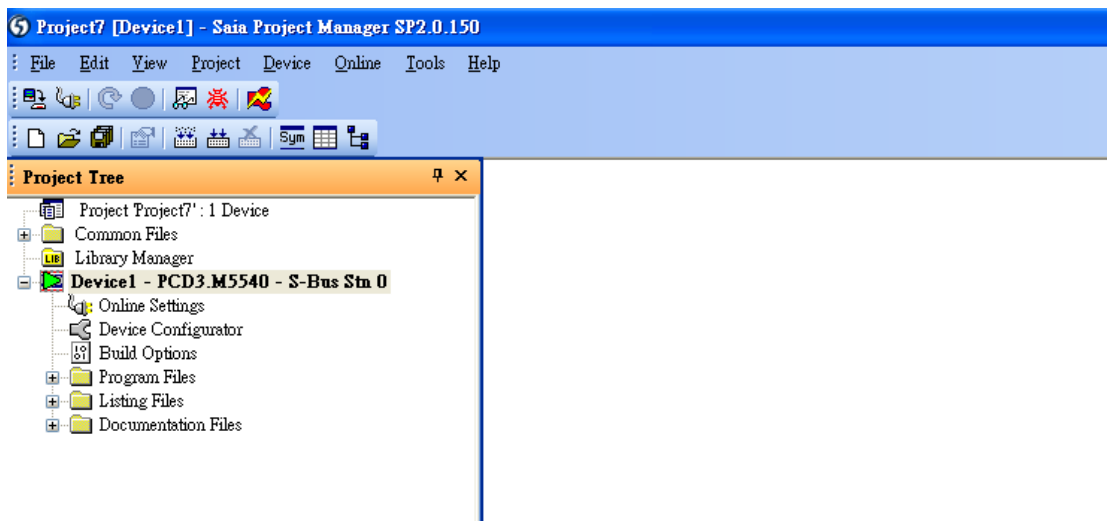 Project7 [Device1] - Saia Project Manager SP2.0.150
File Edit View Project Device Online Tools Help
Sym
Project Tree
Project 'Project7' : 1 Device
Common Files
LIB Library Manager
Device1 - PCD3.M5540 - S-Bus Stn 0
Online Settings
Device Configurator
Build Options
Program Files
Listing Files
Documentation Files